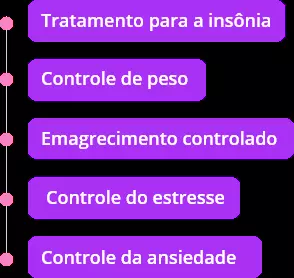 Tratamento para a insônia
Controle de peso
Emagrecimento controlado
Controle do estresse
Controle da ansiedade